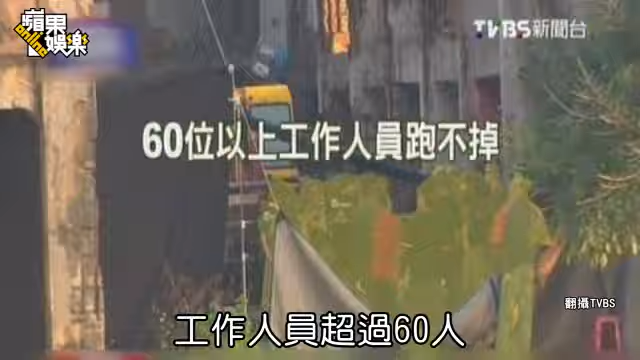 蘋果
online
娛樂
TVBS新聞台
60位以上工作人員跑不掉
翻攝TVBS
工作人員超過60人